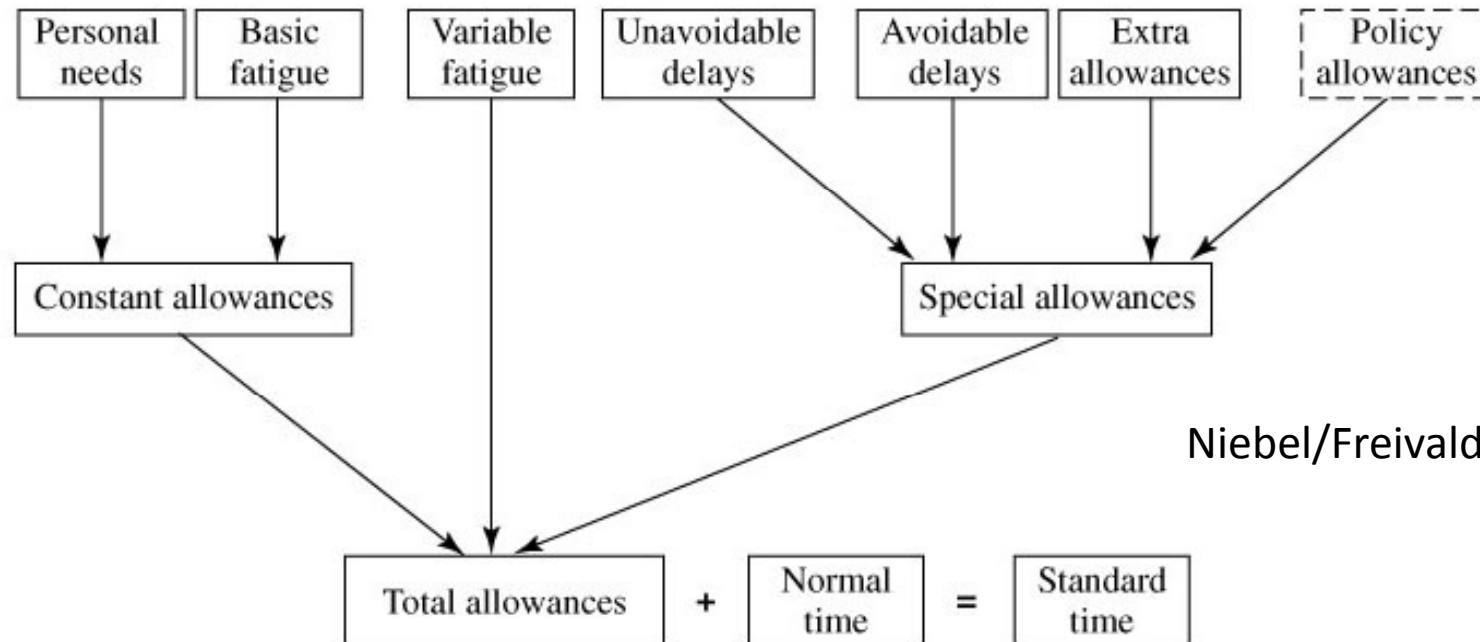 Personal
needs
Basic
fatigue
Variable
fatigue
Unavoidable
delays
Avoidable
delays
Extra
allowances
Policy
allowances
Constant allowances
Special allowances
Niebel/Freivald
Total allowances
+
Normal
time
=
Standard
time